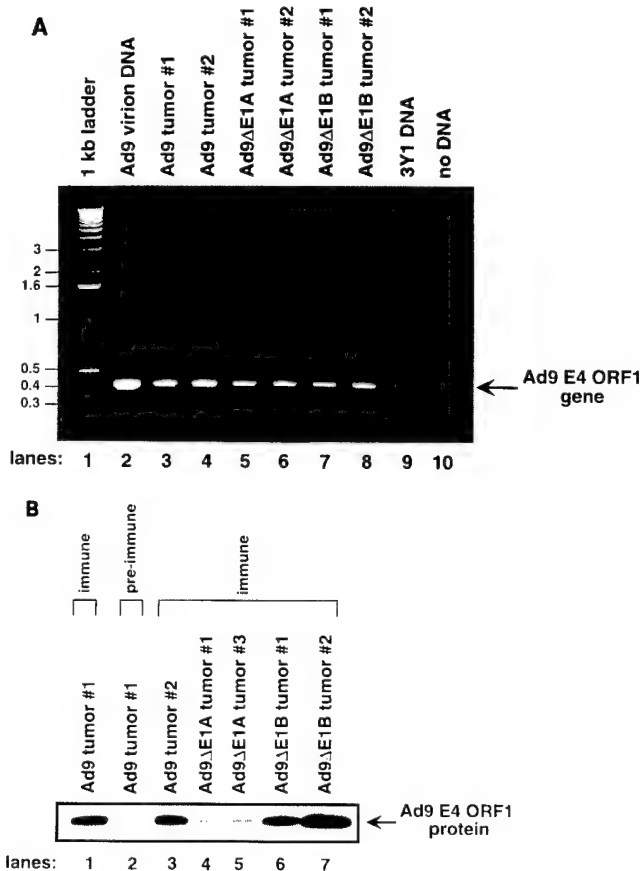 A
1 kb ladder
Ad9 virion DNA
Ad9 tumor #1
Ad9 tumor #2
Ad9ΔE1A tumor #1
Ad9ΔE1A tumor #2
Ad9ΔE1B tumor #1
Ad9ΔE1B tumor #2
3Y1 DNA
no DNA
3
2
1.6
1
0.5
0.4
0.3
Ad9 E4 ORF1
gene
lanes: 1 2 3 4 5 6 7 8 9 10
B
immune
pre-immune
immune
Ad9 tumor #1
Ad9 tumor #1
Ad9 tumor #2
Ad9ΔE1A tumor #1
Ad9ΔE1A tumor #3
Ad9ΔE1B tumor #1
Ad9ΔE1B tumor #2
Ad9 E4 ORF1
protein
lanes: 1 2 3 4 5 6 7